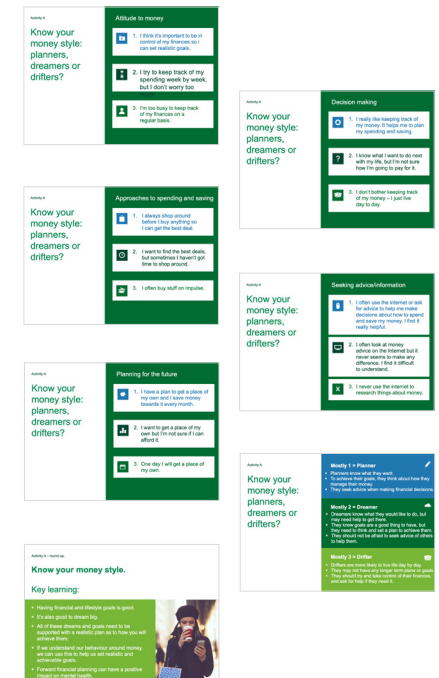 Activity A
Know your
money style:
planners,
dreamers or
drifters?
Attitude to money
1. I think it's important to be in
control of my finances so I
can set realistic goals.
2. I try to keep track of my
spending week by week,
but I don't worry too
3. I'm too busy to keep track
of my finances on a
regular basis.
Activity A
Know your
money style:
planners,
dreamers or
drifters?
Decision making
1. I really like keeping track of
my money. It helps me to plan
my spending and saving.
2. I know what I want to do next
with my life, but I'm not sure
how I'm going to pay for it.
3. I don't bother keeping track
of my money – I just live
day to day.
Activity A
Know your
money style:
planners,
dreamers or
drifters?
Approaches to spending and saving
1. I always shop around
before I buy anything so
I can get the best deal.
2. I want to find the best deals,
but sometimes I haven't got
time to shop around.
3. I often buy stuff on impulse.
Activity A
Know your
money style:
planners,
dreamers or
drifters?
Seeking advice/information
1. I often use the internet or ask
for advice to help me make
decisions about how to spend
and save my money. I find it
really helpful.
2. I often look at money
advice on the Internet but it
never seems to make any
difference. I find it difficult
to understand.
3. I never use the internet to
research things about money.
Activity A
Know your
money style:
planners,
dreamers or
drifters?
Planning for the future
1. I have a plan to get a place of
my own and I save money
towards it every month.
2. I want to get a place of my
own but I'm not sure if I can
afford it.
3. One day I will get a place of
my own.
Activity A
Know your
money style:
planners,
dreamers or
drifters?
Mostly 1 = Planner
• Planners know what they want.
• To achieve their goals, they think about how they
manage their money.
• They seek advice when making financial decisions.
Mostly 2 = Dreamer
• Dreamers know what they would like to do, but
may need help to get there.
• They know goals are a good thing to have, but
they need to think and set a plan to achieve them.
• They should not be afraid to seek advice of others
to help them.
Mostly 3 = Drifter
• Drifters are more likely to live life day by day.
• They may not have any longer term plans or goals.
• They should try and take control of their finances,
and ask for help if they need it.
Activity A – round up.
Know your money style.
Key learning:
• Having financial and lifestyle goals is good.
• It's also good to dream big.
• All of these dreams and goals need to be
supported with a realistic plan as to how you will
achieve them.
• If we understand our behaviour around money,
we can use this to help us set realistic and
achievable goals.
• Forward financial planning can have a positive
impact on mental health.